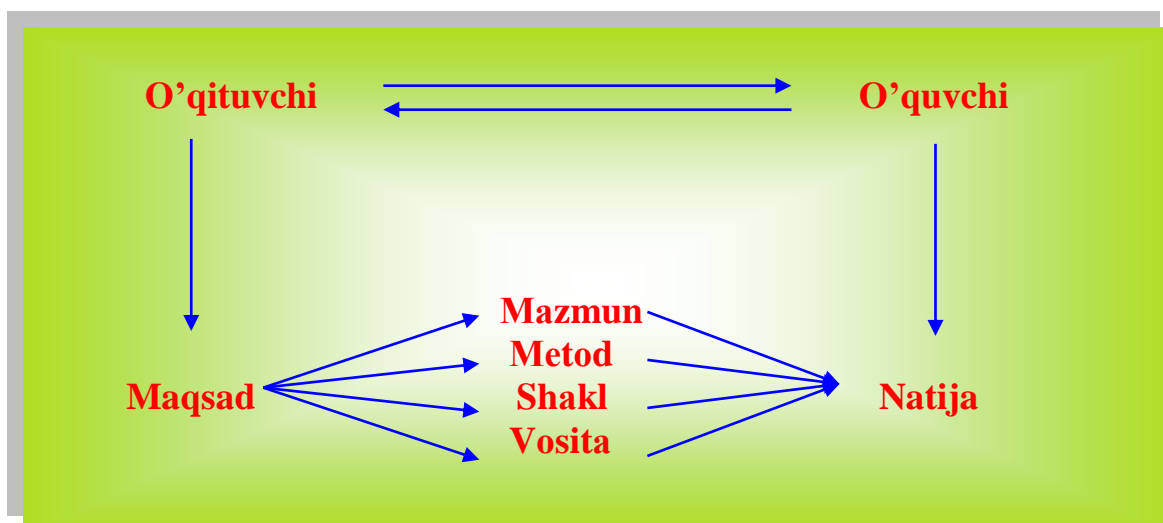 O’qituvchi O’quvchi
Mazmun
Metod
Maqsad Shakl Natija
Vosita